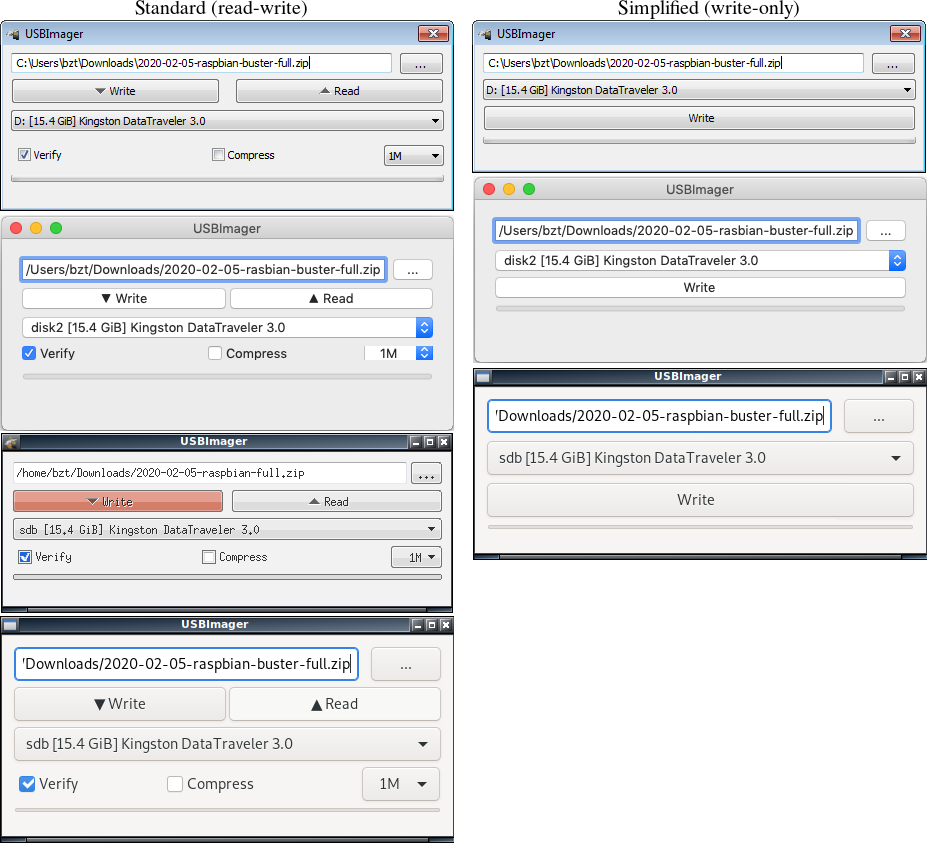 Standard (read-write)
USBImager
C:\Users\bzt\Downloads\2020-02-05-raspbian-buster-full.zip
...
Write
Read
D: [15.4 GiB] Kingston DataTraveler 3.0
Verify
Compress
1M
USBImager
/Users/bzt/Downloads/2020-02-05-rasbian-buster-full.zip
...
▼ Write
▲ Read
disk2 [15.4 GiB] Kingston DataTraveler 3.0
Verify
Compress
1M
USBImager
/home/bzt/Downloads/2020-02-05-raspbian-full.zip
...
Write
Read
sdb [15.4 GiB] Kingston DataTraveler 3.0
Verify
Compress
1M
USBImager
'Downloads/2020-02-05-raspbian-buster-full.zip
...
▼ Write
▲ Read
sdb [15.4 GiB] Kingston DataTraveler 3.0
Verify
Compress
1M
Simplified (write-only)
USBImager
C:\Users\bzt\Downloads\2020-02-05-raspbian-buster-full.zip
...
D: [15.4 GiB] Kingston DataTraveler 3.0
Write
USBImager
/Users/bzt/Downloads/2020-02-05-rasbian-buster-full.zip
...
disk2 [15.4 GiB] Kingston DataTraveler 3.0
Write
USBImager
'Downloads/2020-02-05-raspbian-buster-full.zip
...
sdb [15.4 GiB] Kingston DataTraveler 3.0
Write